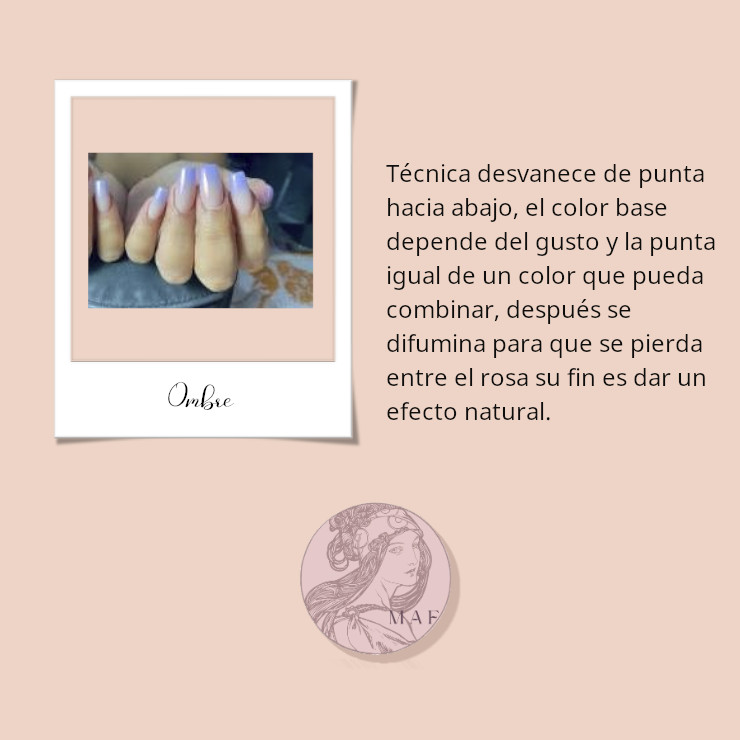 Técnica desvanece de punta
hacia abajo, el color base
depende del gusto y la punta
igual de un color que pueda
combinar, después se
difumina para que se pierda
entre el rosa su fin es dar un
efecto natural.
Ombre
MAE